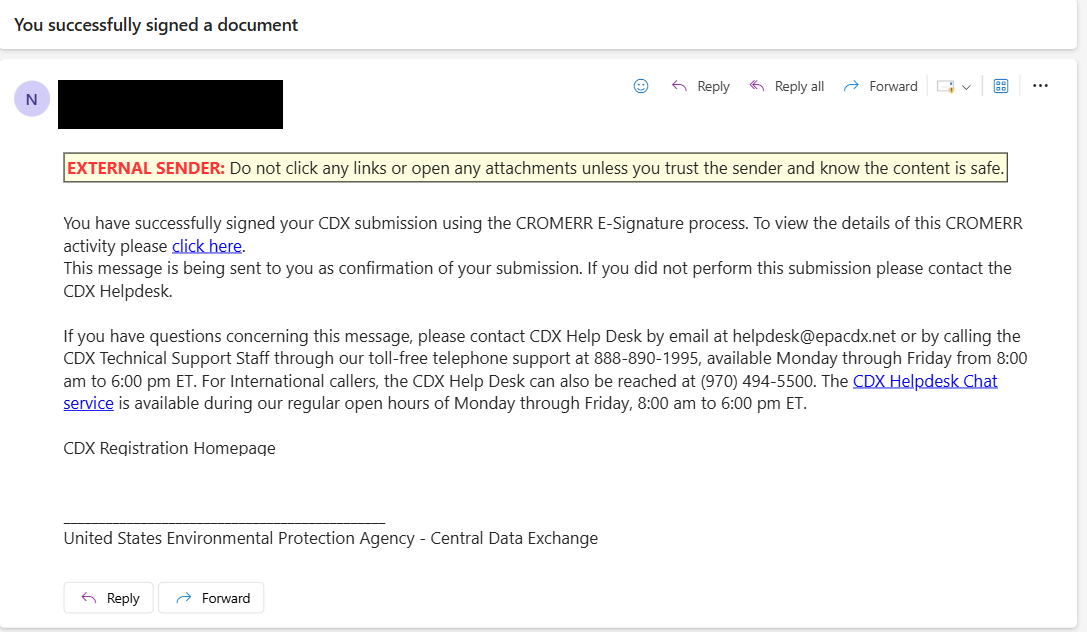 You successfully signed a document
N
Reply
Reply all
Forward
EXTERNAL SENDER: Do not click any links or open any attachments unless you trust the sender and know the content is safe.
You have successfully signed your CDX submission using the CROMERR E-Signature process. To view the details of this CROMERR
activity please click here.
This message is being sent to you as confirmation of your submission. If you did not perform this submission please contact the
CDX Helpdesk.
If you have questions concerning this message, please contact CDX Help Desk by email at helpdesk@epacdx.net or by calling the
CDX Technical Support Staff through our toll-free telephone support at 888-890-1995, available Monday through Friday from 8:00
am to 6:00 pm ET. For International callers, the CDX Help Desk can also be reached at (970) 494-5500. The CDX Helpdesk Chat
service is available during our regular open hours of Monday through Friday, 8:00 am to 6:00 pm ET.
CDX Registration Homepage
United States Environmental Protection Agency - Central Data Exchange
Reply
Forward